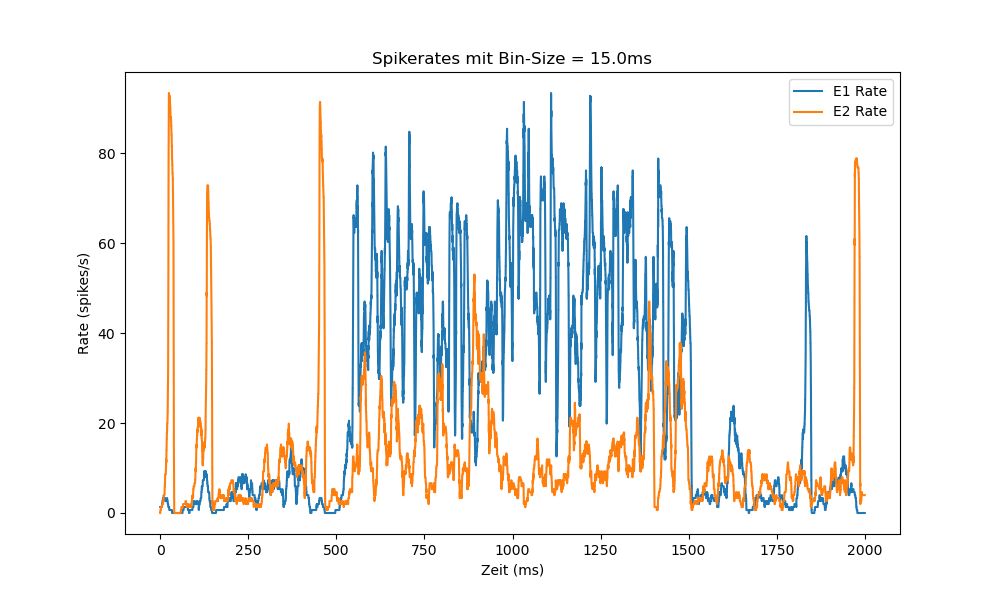 Spikerates mit Bin-Size = 15.0ms
E1 Rate
E2 Rate
80
60
40
20
0
Rate (spikes/s)
0 250 500 750 1000 1250 1500 1750 2000
Zeit (ms)